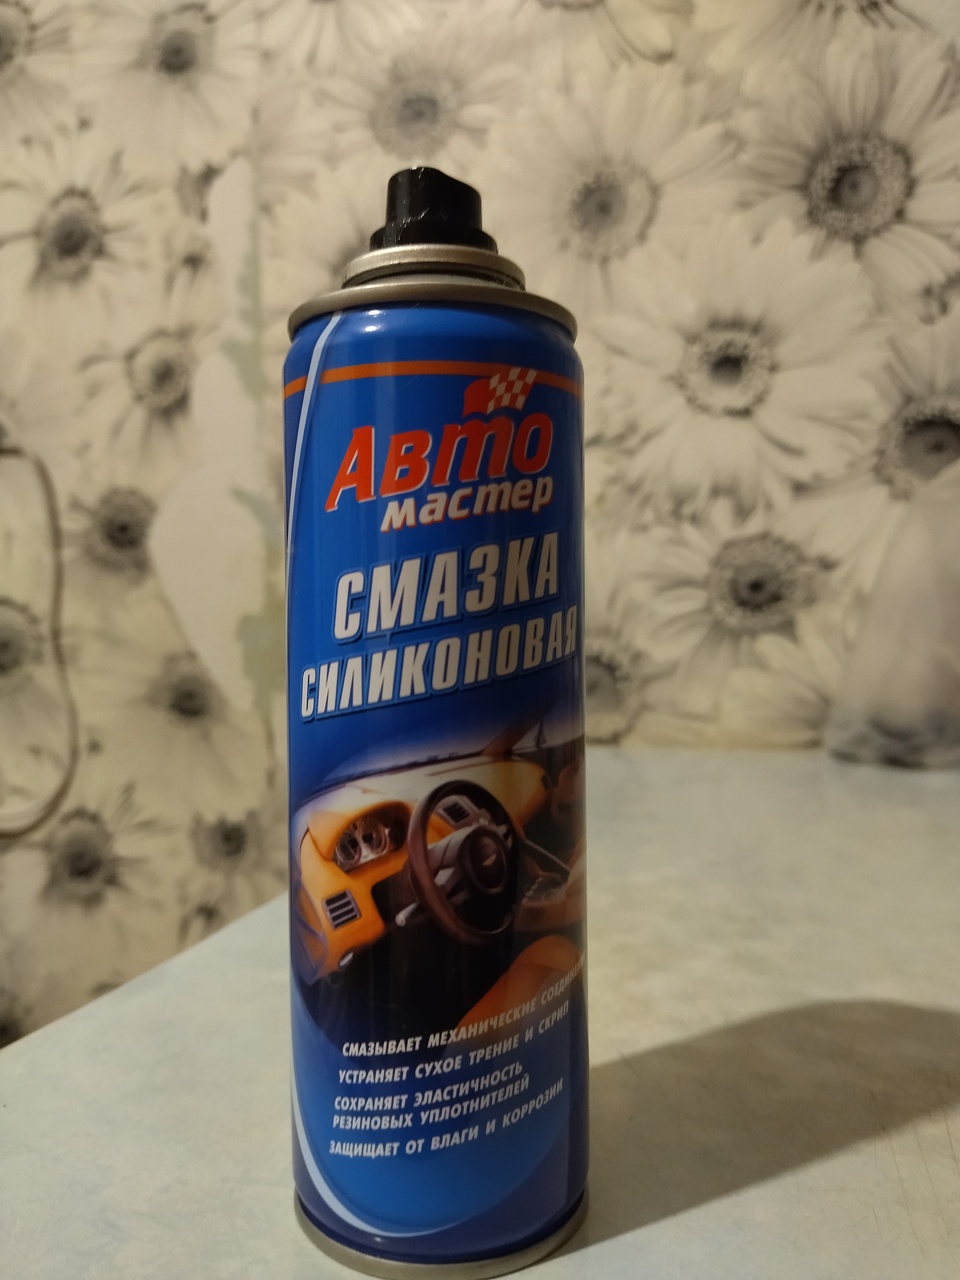 Авто
мастер
СМАЗКА
СИЛИКОНОВАЯ
СМАЗЫВАЕТ МЕХАНИЧЕСКИЕ
УСТРАНЯЕТ СУХОЕ ТРЕНИЕ И СКРИП
СОХРАНЯЕТ ЭЛАСТИЧНОСТЬ
РЕЗИНОВЫХ УПЛОТНИТЕЛЕЙ
ЗАЩИЩАЕТ ОТ ВЛАГИ И КОРРОЗИИ